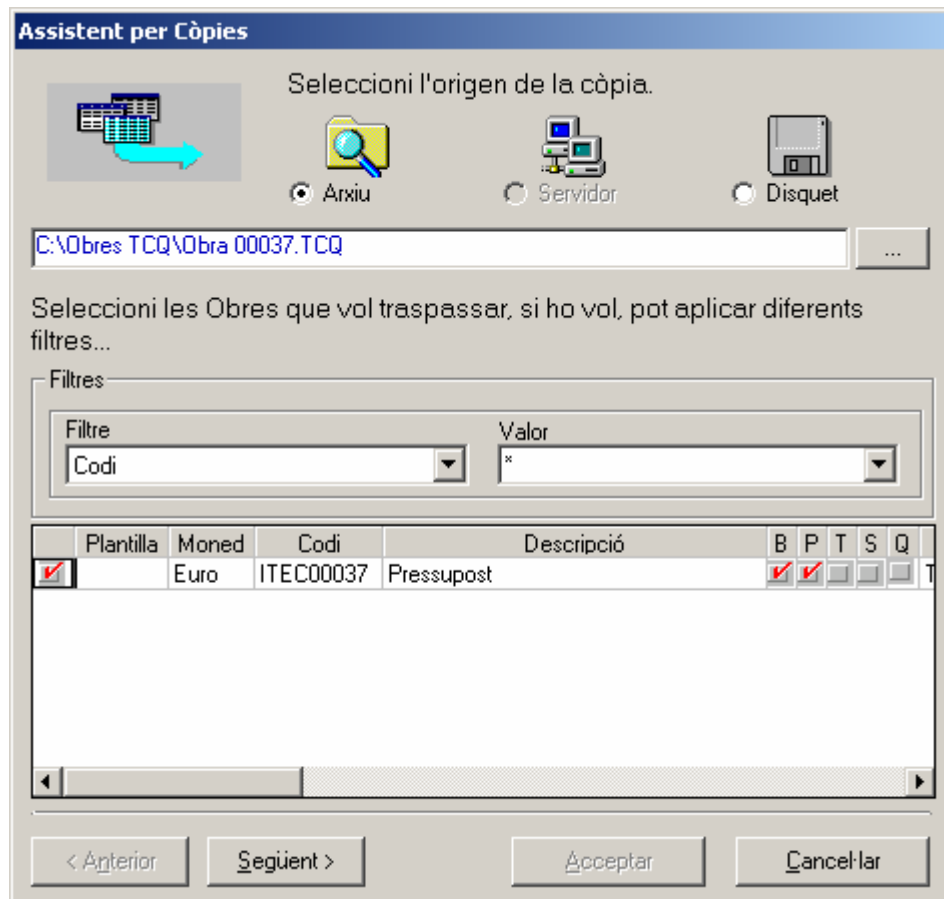 Assistent per Còpies
Seleccioni l'origen de la còpia.
Arxiu
Servidor
Disquet
C:\Obres TCQ\Obra 00037.TCQ
...
Seleccioni les Obres que vol traspassar, si ho vol, pot aplicar diferents
filtres...
Filtres
Filtre Valor
Codi *
Plantilla Moned Codi Descripció B P T S Q
Euro ITEC00037 Pressupost T
< Anterior Següent > Acceptar Cancel·lar